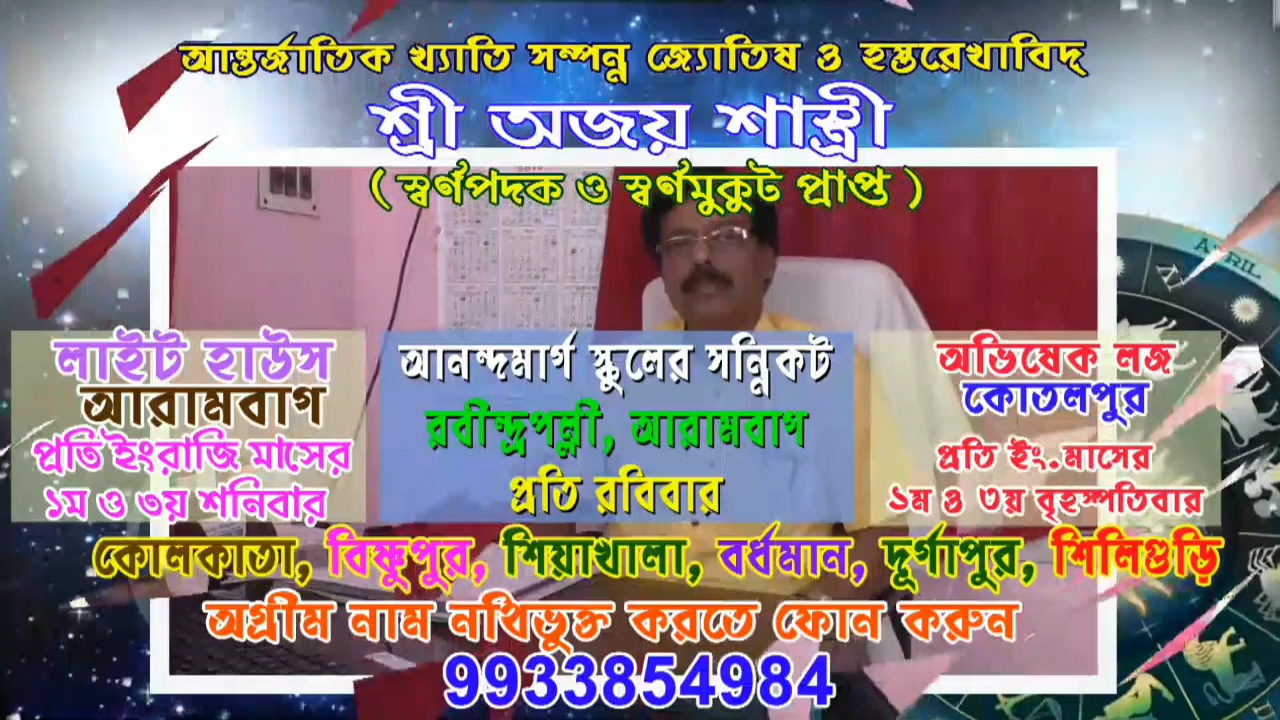 আন্তর্জাতিক খ্যাতি সম্পন্ন জ্যোতিষ ও হস্তরেখাবিদ্
শ্রী অজয় শাস্ত্রী
( স্বর্ণপদক ও স্বর্ণমুকুট প্রাপ্ত )
লাইট হাউস
আরামবাগ
প্রতি ইংরাজি মাসের
১ম ও ৩য় শনিবার
আনন্দমার্গ স্কুলের সন্নিকট
রবীন্দ্রপল্লী, আরামবাগ
প্রতি রবিবার
অভিষেক লজ
কোতলপুর
প্রতি ইং.মাসের
১ম ও ৩য় বৃহস্পতিবার
কোলকাতা, বিষ্ণুপুর, শিয়াখালা, বর্ধমান, দূর্গাপুর, শিলিগুড়ি
অগ্রীম নাম নথিভুক্ত করতে ফোন করুন
9933854984
APRIL